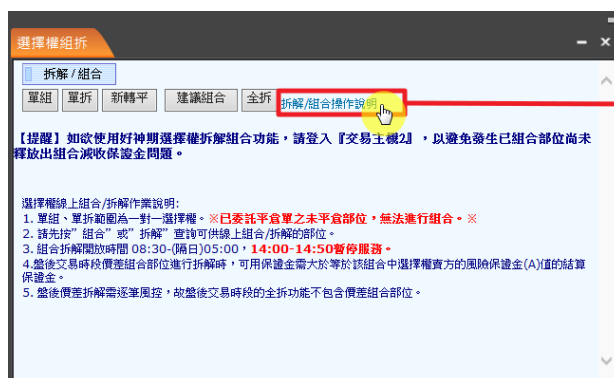 選擇權組拆
拆解/組合
單組 單拆 新轉平 建議組合 全拆 拆解/組合操作說明
【提醒】如欲使用好神期選擇權拆解組合功能，請登入『交易主機2』，以避免發生已組合部位尚未
釋放出組合減收保證金問題。
選擇權線上組合/拆解作業說明:
1. 單組、單拆範圍為一對一選擇權。※已委託平倉單之未平倉部位，無法進行組合。※
2. 請先按”組合”或”拆解”查詢可供線上組合/拆解的部位。
3. 組合拆解開放時間 08:30-(隔日)05:00，14:00-14:50暫停服務。
4.盤後交易時段價差組合部位進行拆解時，可用保證金需大於等於該組合中選擇權賣方的風險保證金(A)值的結算
保證金。
5. 盤後價差拆解需逐筆風控，故盤後交易時段的全拆功能不包含價差組合部位。